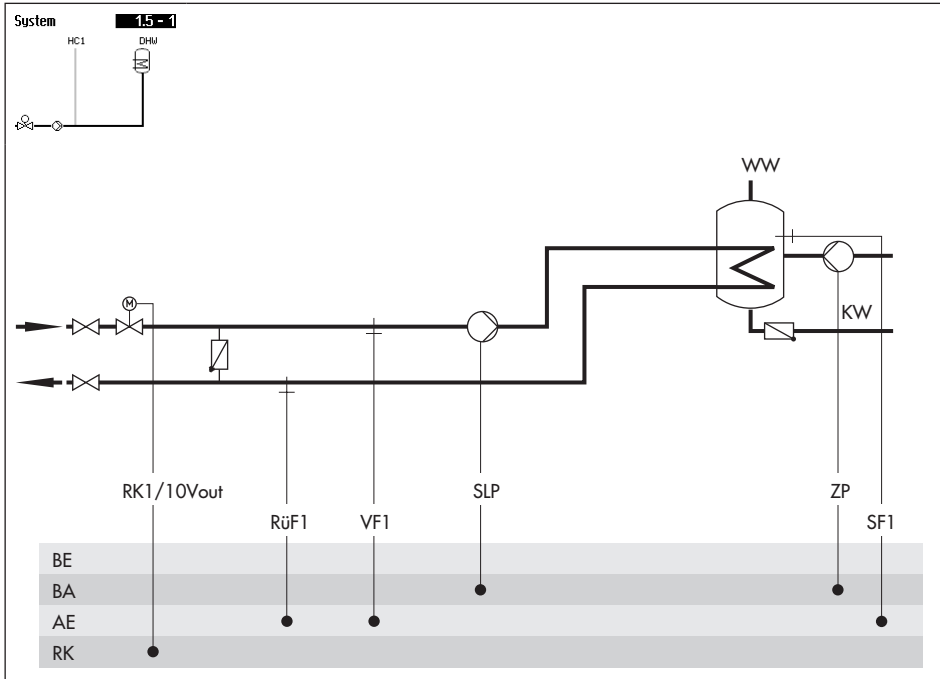 System 1.5 - 1
HC1 DHW
WW
M
KW
RK1/10Vout SLP ZP
RüF1 VF1 SF1
BE
BA
AE
RK